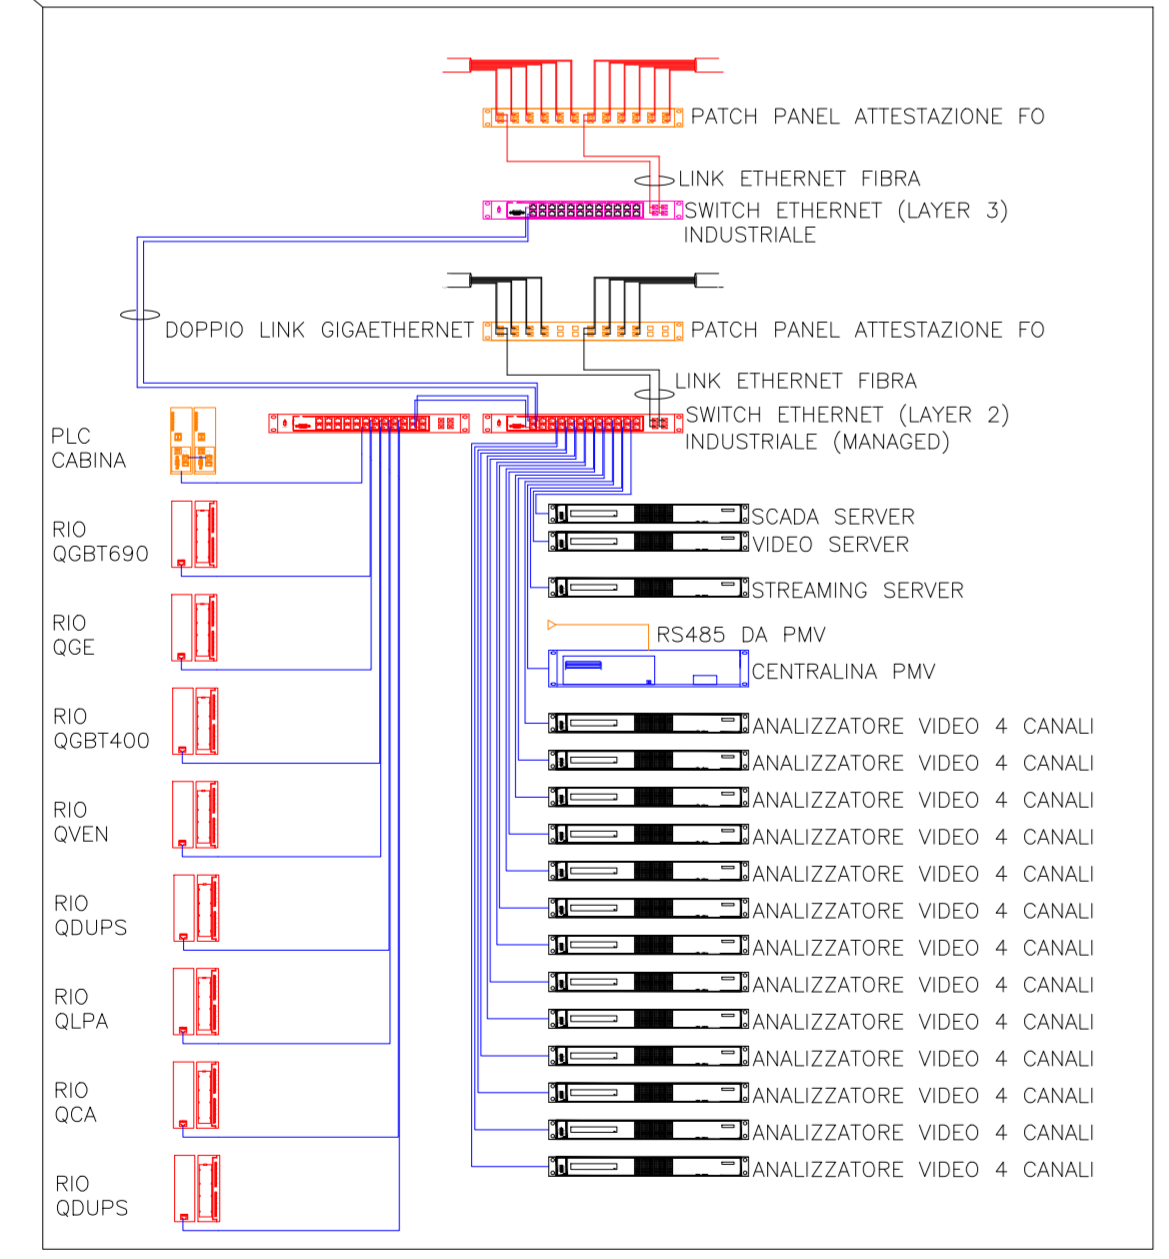 PATCH PANEL ATTESTAZIONE FO
LINK ETHERNET FIBRA
SWITCH ETHERNET (LAYER 3)
INDUSTRIALE
DOPPIO LINK GIGAETHERNET
PATCH PANEL ATTESTAZIONE FO
LINK ETHERNET FIBRA
SWITCH ETHERNET (LAYER 2)
INDUSTRIALE (MANAGED)
PLC
CABINA
RIO
QGBT690
RIO
QGE
RIO
QGBT400
RIO
QVEN
RIO
QDUPS
RIO
QLPA
RIO
QCA
RIO
QDUPS
SCADA SERVER
VIDEO SERVER
STREAMING SERVER
RS485 DA PMV
CENTRALINA PMV
ANALIZZATORE VIDEO 4 CANALI
ANALIZZATORE VIDEO 4 CANALI
ANALIZZATORE VIDEO 4 CANALI
ANALIZZATORE VIDEO 4 CANALI
ANALIZZATORE VIDEO 4 CANALI
ANALIZZATORE VIDEO 4 CANALI
ANALIZZATORE VIDEO 4 CANALI
ANALIZZATORE VIDEO 4 CANALI
ANALIZZATORE VIDEO 4 CANALI
ANALIZZATORE VIDEO 4 CANALI
ANALIZZATORE VIDEO 4 CANALI
ANALIZZATORE VIDEO 4 CANALI
ANALIZZATORE VIDEO 4 CANALI